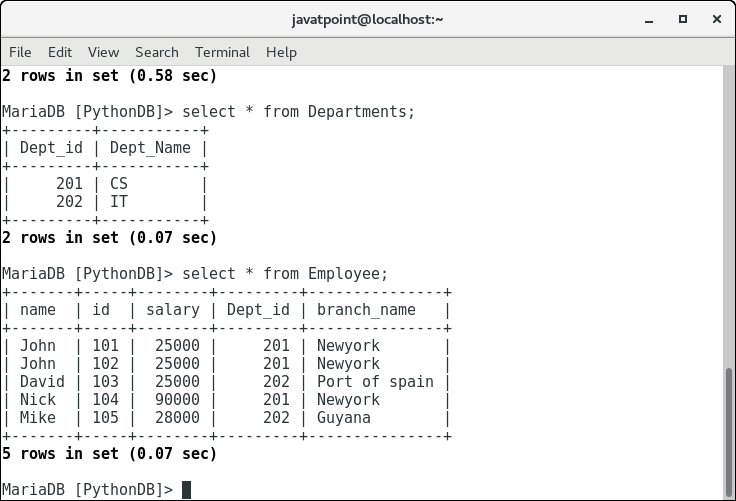 javatpoint@localhost:~
File Edit View Search Terminal Help
2 rows in set (0.58 sec)
MariaDB [PythonDB]> select * from Departments;
+---------+-----------+
| Dept_id | Dept_Name |
+---------+-----------+
|     201 | CS        |
|     202 | IT        |
+---------+-----------+
2 rows in set (0.07 sec)
MariaDB [PythonDB]> select * from Employee;
+-------+-----+--------+---------+---------------+
| name  | id  | salary | Dept_id | branch_name   |
+-------+-----+--------+---------+---------------+
| John  | 101 |  25000 |     201 | Newyork       |
| John  | 102 |  25000 |     201 | Newyork       |
| David | 103 |  25000 |     202 | Port of spain |
| Nick  | 104 |  90000 |     201 | Newyork       |
| Mike  | 105 |  28000 |     202 | Guyana        |
+-------+-----+--------+---------+---------------+
5 rows in set (0.07 sec)
MariaDB [PythonDB]>